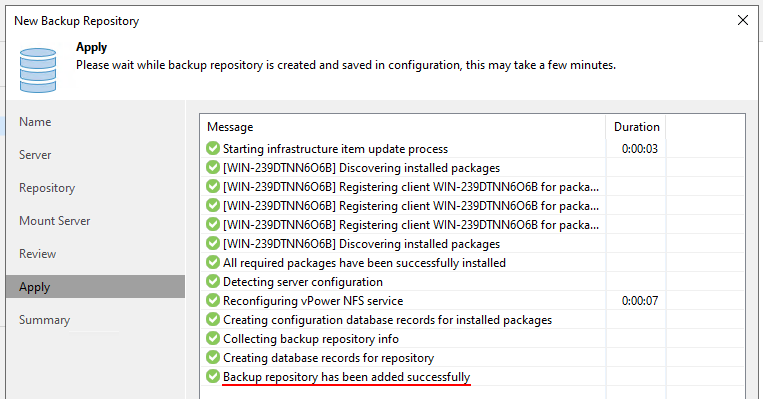 New Backup Repository
Apply
Please wait while backup repository is created and saved in configuration, this may take a few minutes.
Name
Server
Repository
Mount Server
Review
Apply
Summary
Message Duration
Starting infrastructure item update process 0:00:03
[WIN-239DTNN6O6B] Discovering installed packages
[WIN-239DTNN6O6B] Registering client WIN-239DTNN6O6B for packa...
[WIN-239DTNN6O6B] Registering client WIN-239DTNN6O6B for packa...
[WIN-239DTNN6O6B] Registering client WIN-239DTNN6O6B for packa...
[WIN-239DTNN6O6B] Discovering installed packages
All required packages have been successfully installed
Detecting server configuration
Reconfiguring vPower NFS service 0:00:07
Creating configuration database records for installed packages
Collecting backup repository info
Creating database records for repository
Backup repository has been added successfully